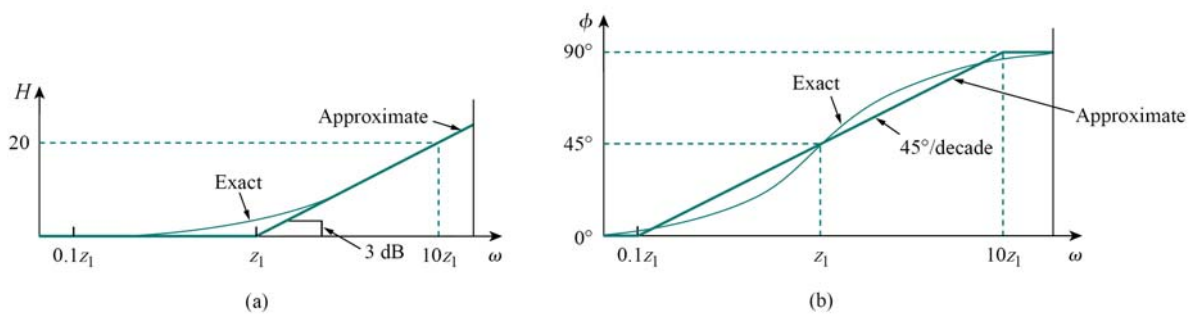 H
20
Exact
Approximate
3 dB
0.1z₁
z₁
10z₁
ω
(a)
ϕ
90°
45°
0°
Exact
Approximate
45°/decade
0.1z₁
z₁
10z₁
ω
(b)